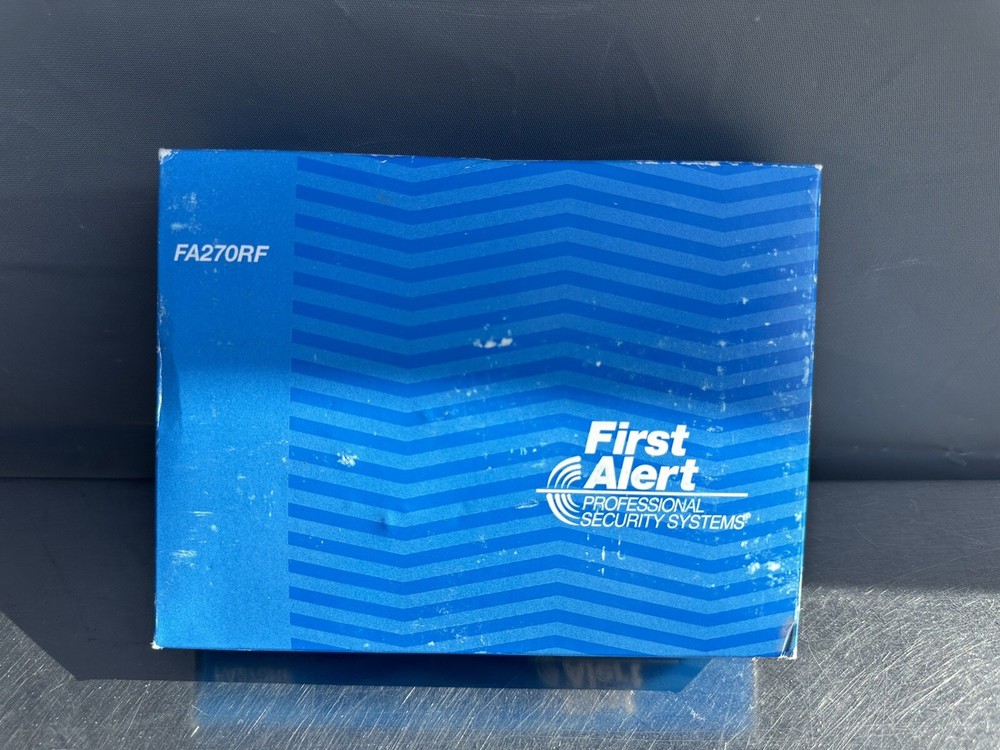 FA270RF
First
Alert
PROFESSIONAL
SECURITY SYSTEMS